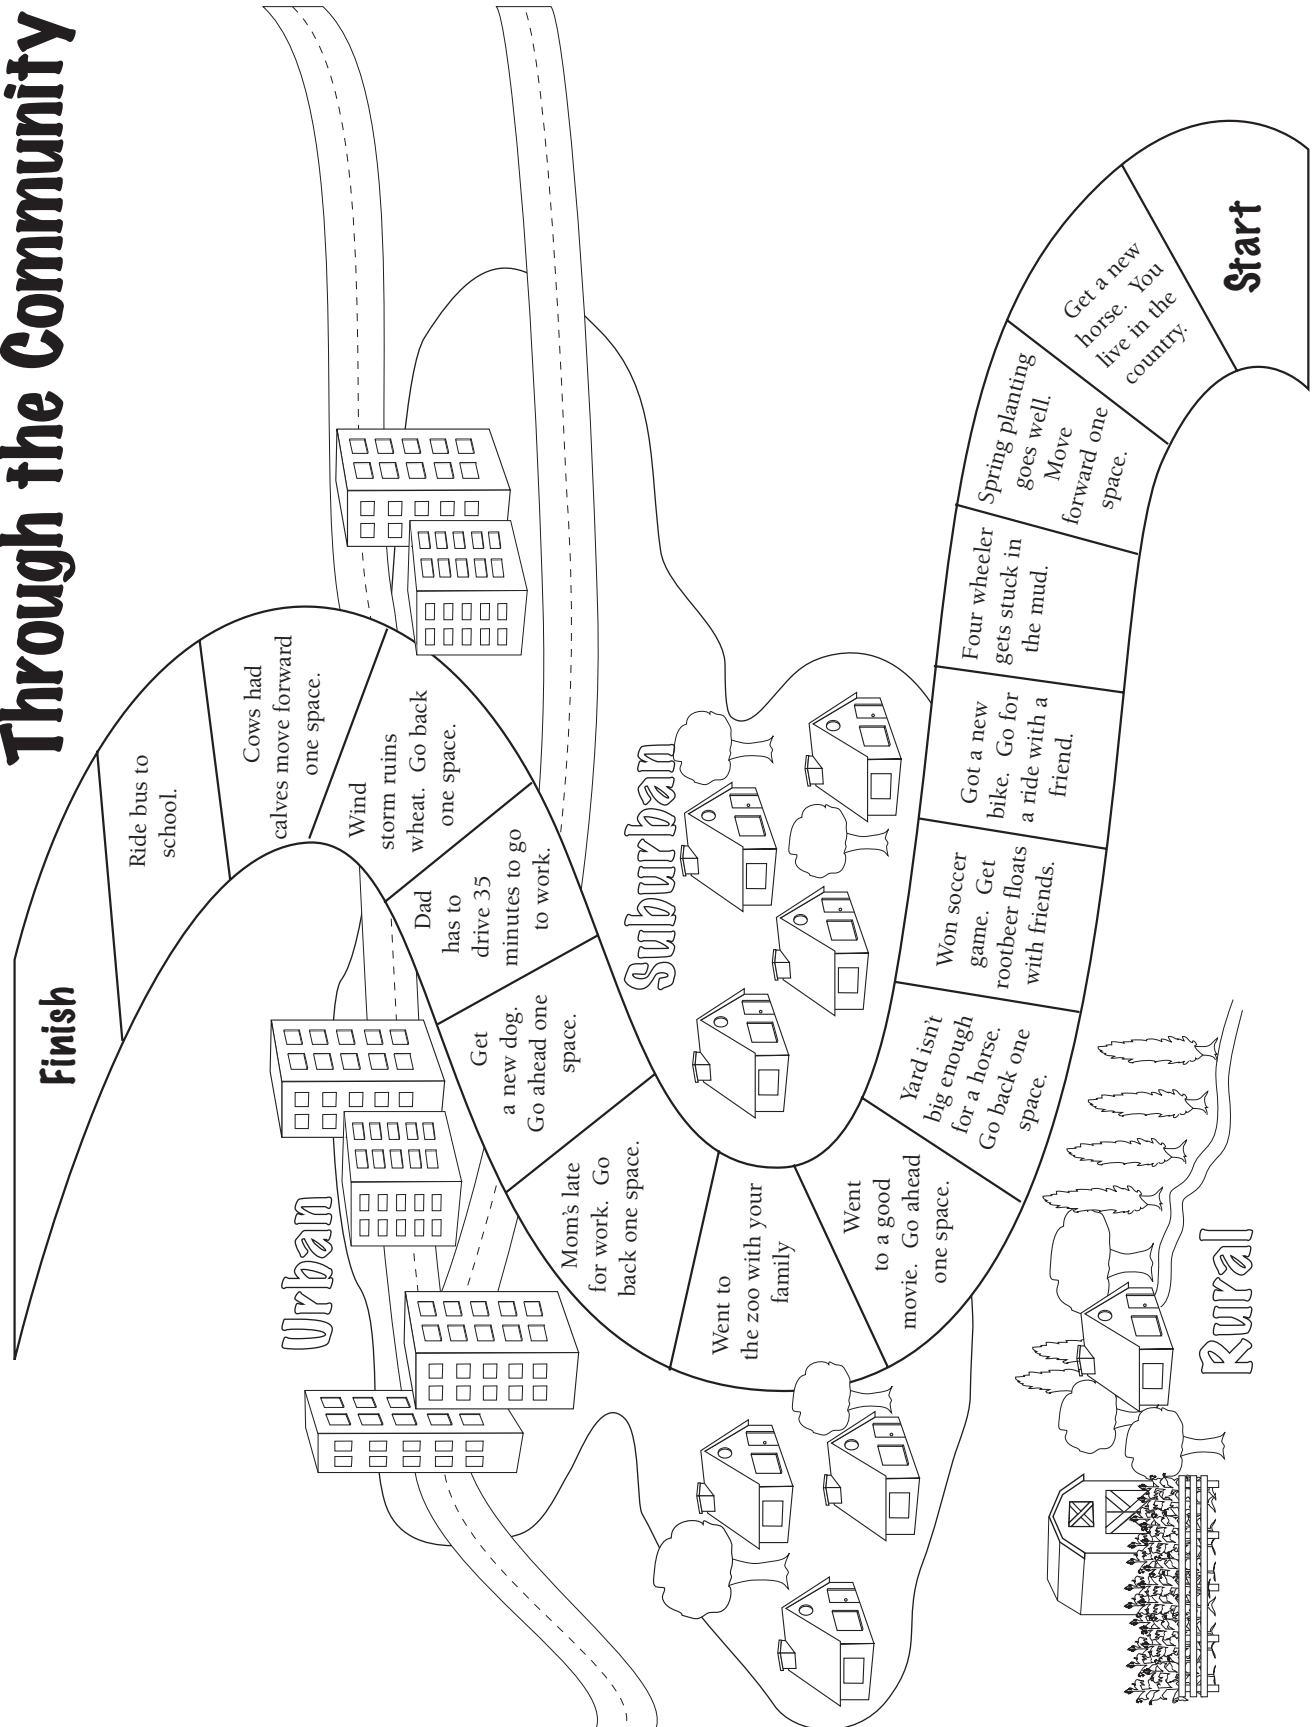 Through the Community
Start
Get a new
horse. You
live in the
country.
Spring planting
goes well.
Move
forward one
space.
Four wheeler
gets stuck in
the mud.
Got a new
bike. Go for
a ride with a
friend.
Won soccer
game. Get
rootbeer floats
with friends.
Yard isn't
big enough
for a horse.
Go back one
space.
Went
to a good
movie. Go ahead
one space.
Went to
the zoo with your
family
Mom's late
for work. Go
back one space.
Get
a new dog.
Go ahead one
space.
Dad
has to
drive 35
minutes to go
to work.
Wind
storm ruins
wheat. Go back
one space.
Cows had
calves move forward
one space.
Ride bus to
school.
Finish
Urban
Suburban
Rural